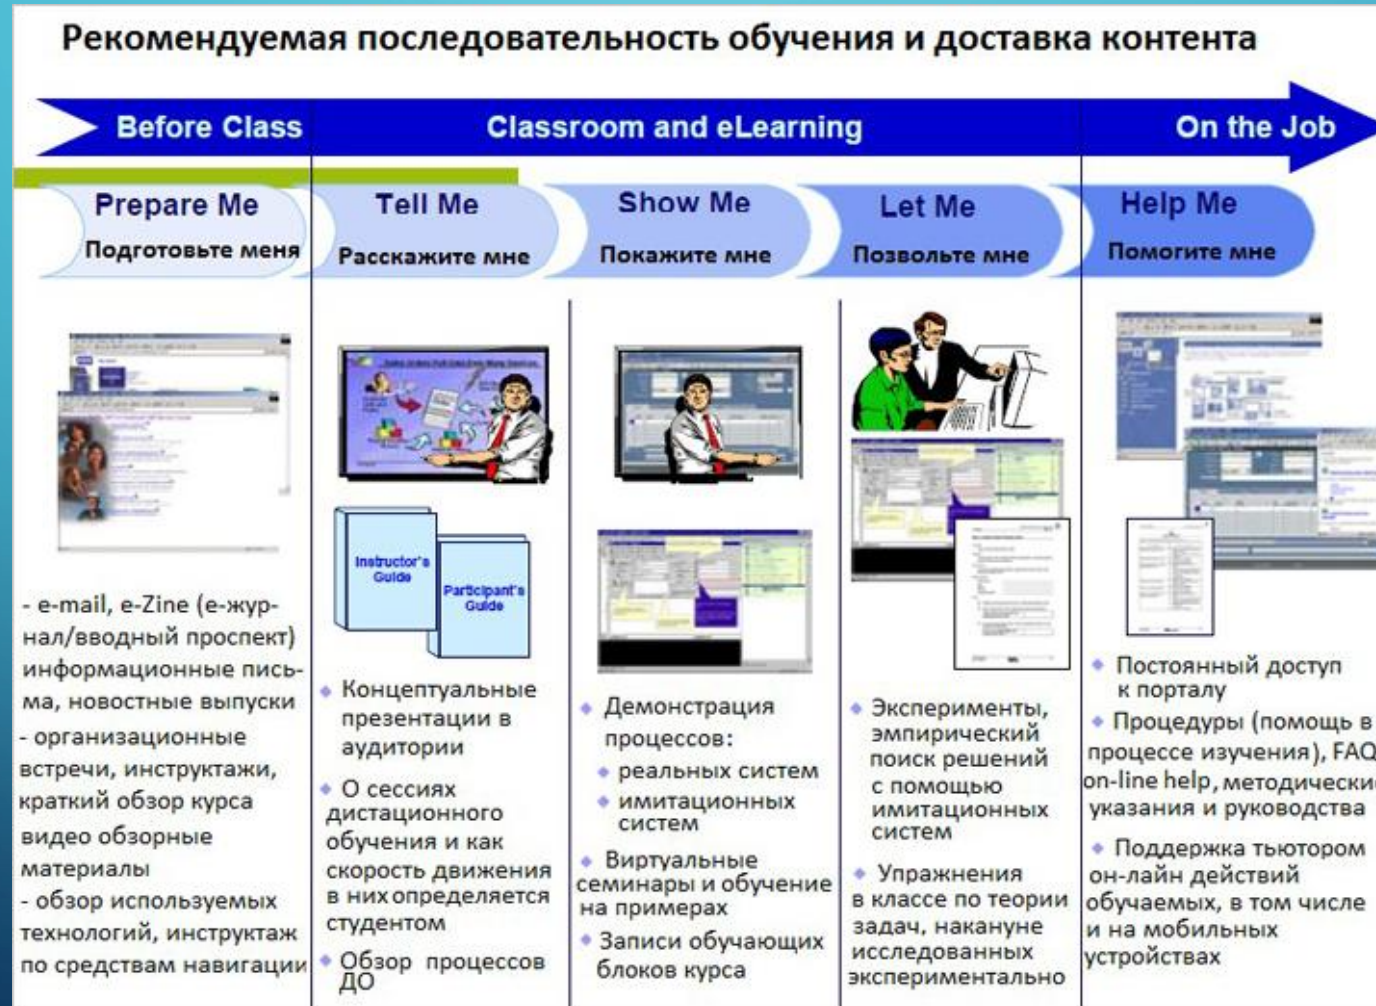 Рекомендуемая последовательность обучения и доставка контента
Before Class
Classroom and eLearning
On the Job
Prepare Me
Подготовьте меня
Tell Me
Расскажите мне
Show Me
Покажите мне
Let Me
Позвольте мне
Help Me
Помогите мне
Instructor's
Guide
Participant's
Guide
- e-mail, e-Zine (е-жур-
нал/вводный проспект)
информационные пись-
ма, новостные выпуски
- организационные
встречи, инструктажи,
краткий обзор курса
видео обзорные
материалы
- обзор используемых
технологий, инструктаж
по средствам навигации
Концептуальные
презентации в
аудитории
О сессиях
дистационного
обучения и как
скорость движения
в них определяется
студентом
Обзор процессов
ДО
Демонстрация
процессов:
реальных систем
имитационных
систем
Виртуальные
семинары и обучение
на примерах
Записи обучающих
блоков курса
Эксперименты,
эмпирический
поиск решений
с помощью
имитационных
систем
Упражнения
в классе по теории
задач, накануне
исследованных
экспериментально
Постоянный доступ
к порталу
Процедуры (помощь в
процессе изучения), FAQ
on-line help, методические
указания и руководства
Поддержка тьютором
он-лайн действий
обучаемых, в том числе
и на мобильных
устройствах